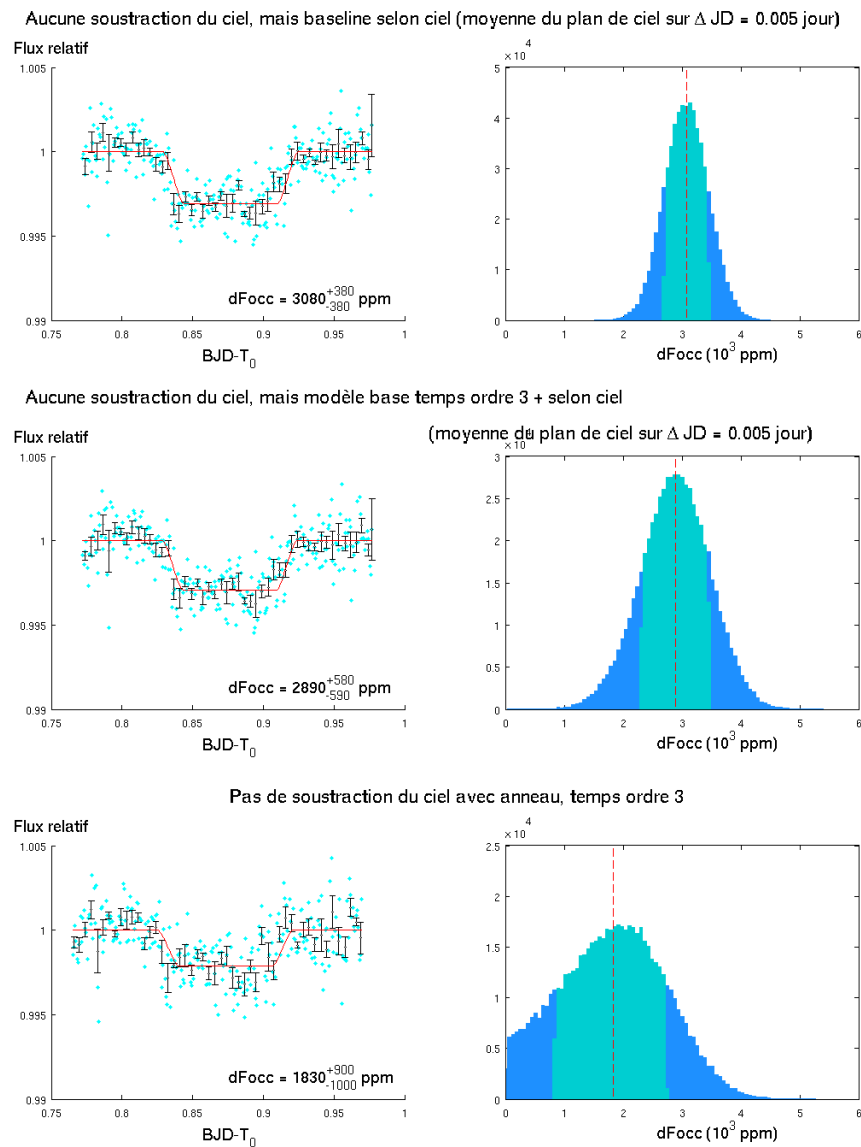 Aucune soustraction du ciel, mais baseline selon ciel (moyenne du plan de ciel sur Δ JD = 0.005 jour)
Flux relatif
1.005
1
0.995
0.99
0.75 0.8 0.85 0.9 0.95 1
BJD-T0
dFocc = 3080 +380 -380 ppm
× 10^4
5
4
3
2
1
0
0 1 2 3 4 5 6
dFocc (10^3 ppm)
Aucune soustraction du ciel, mais modèle base temps ordre 3 + selon ciel
(moyenne du plan de ciel sur Δ JD = 0.005 jour)
Flux relatif
1.005
1
0.995
0.99
0.75 0.8 0.85 0.9 0.95 1
BJD-T0
dFocc = 2890 +580 -590 ppm
× 10
3
2.5
2
1.5
1
0.5
0
0 1 2 3 4 5 6
dFocc (10^3 ppm)
Pas de soustraction du ciel avec anneau, temps ordre 3
Flux relatif
1.005
1
0.995
0.99
0.75 0.8 0.85 0.9 0.95 1
BJD-T0
dFocc = 1830 +900 -1000 ppm
× 10^4
2.5
2
1.5
1
0.5
0
0 1 2 3 4 5 6
dFocc (10^3 ppm)